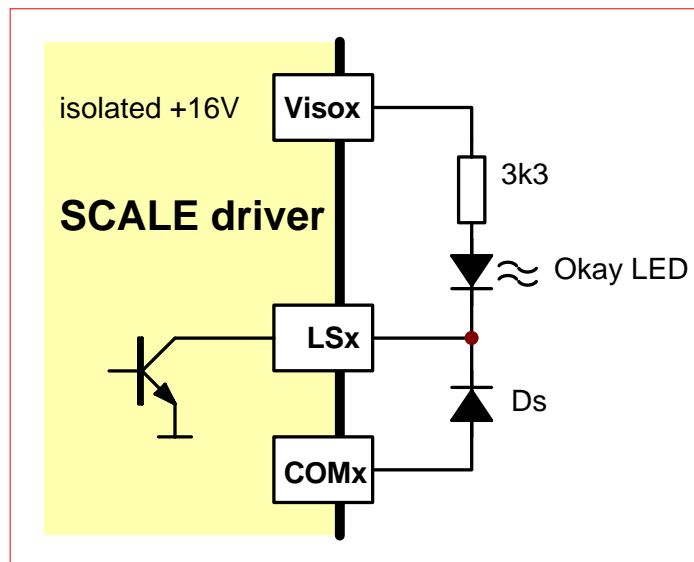 isolated +16V
Visox
3k3
SCALE driver
Okay LED
LSx
Ds
COMx